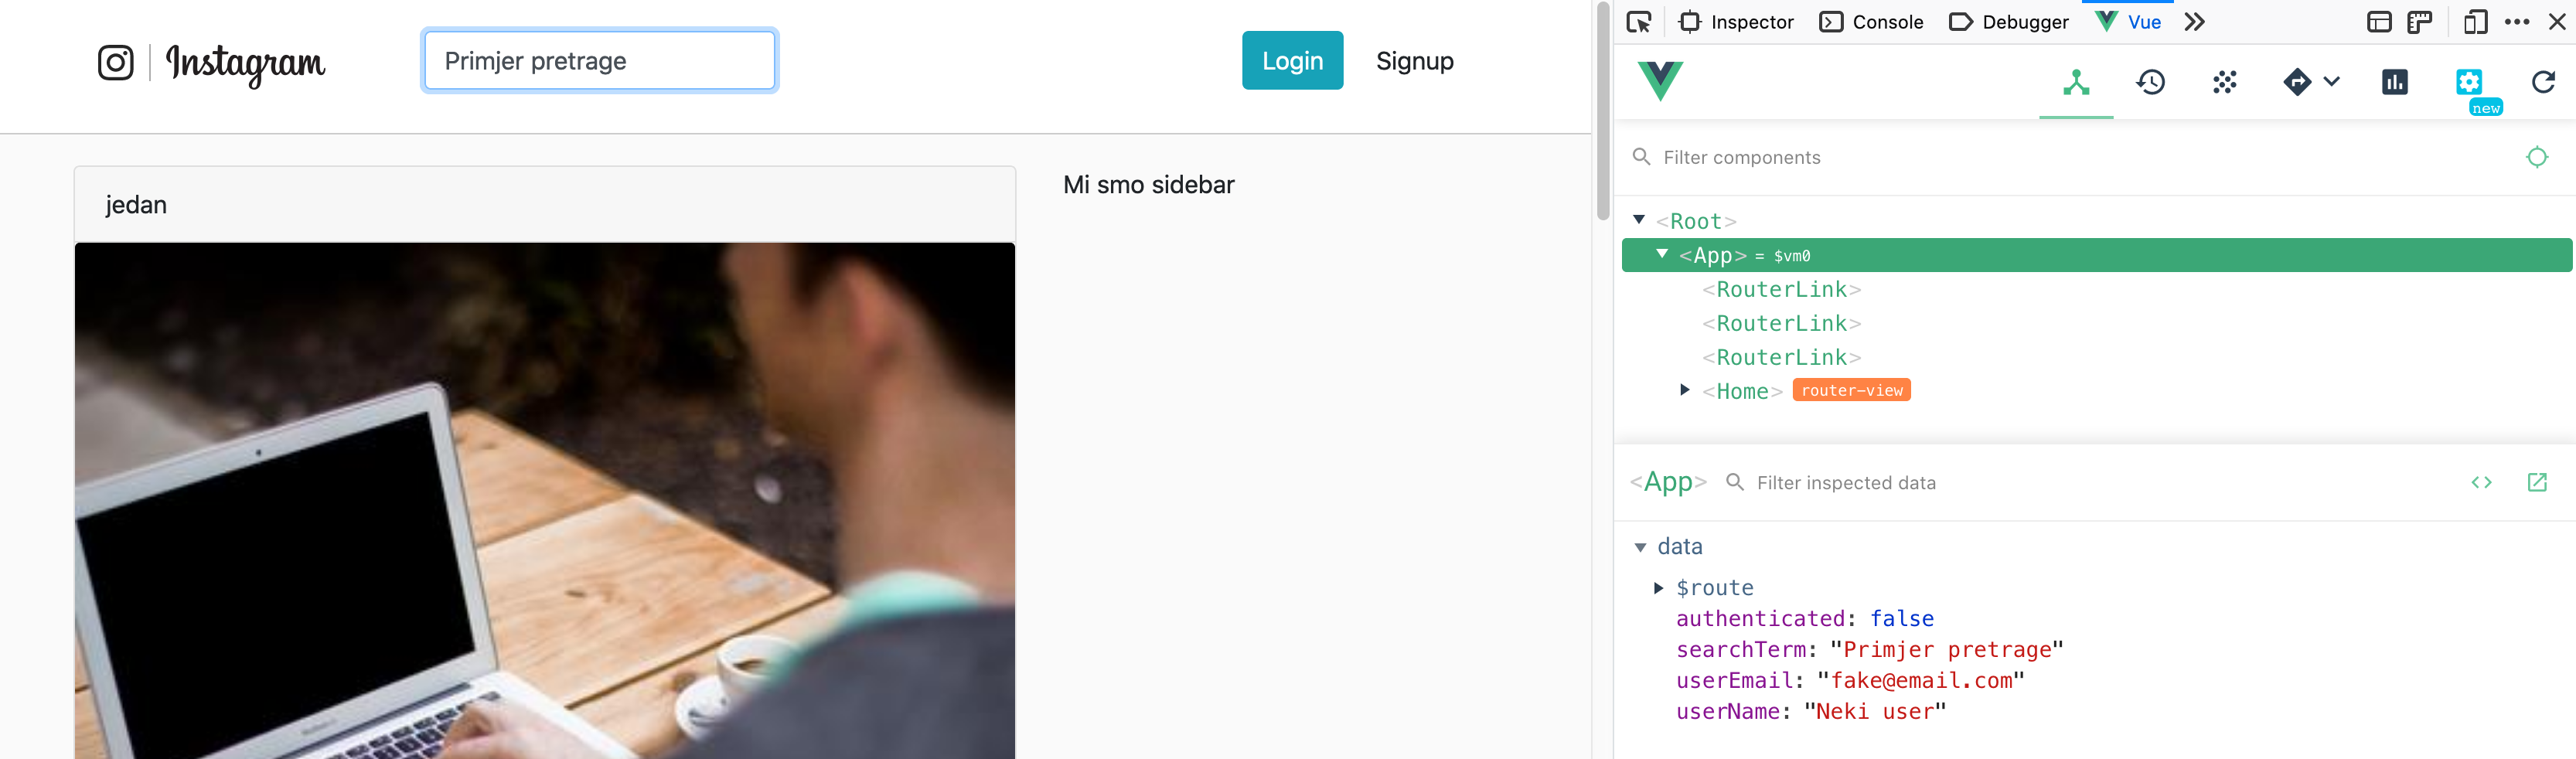 Instagram
Primjer pretrage
Login
Signup
jedan
Mi smo sidebar
Inspector
Console
Debugger
Vue
new
Filter components
<Root>
<App> = $vm0
<RouterLink>
<RouterLink>
<RouterLink>
<Home> router-view
<App>
Filter inspected data
data
$route
authenticated: false
searchTerm: "Primjer pretrage"
userEmail: "fake@email.com"
userName: "Neki user"